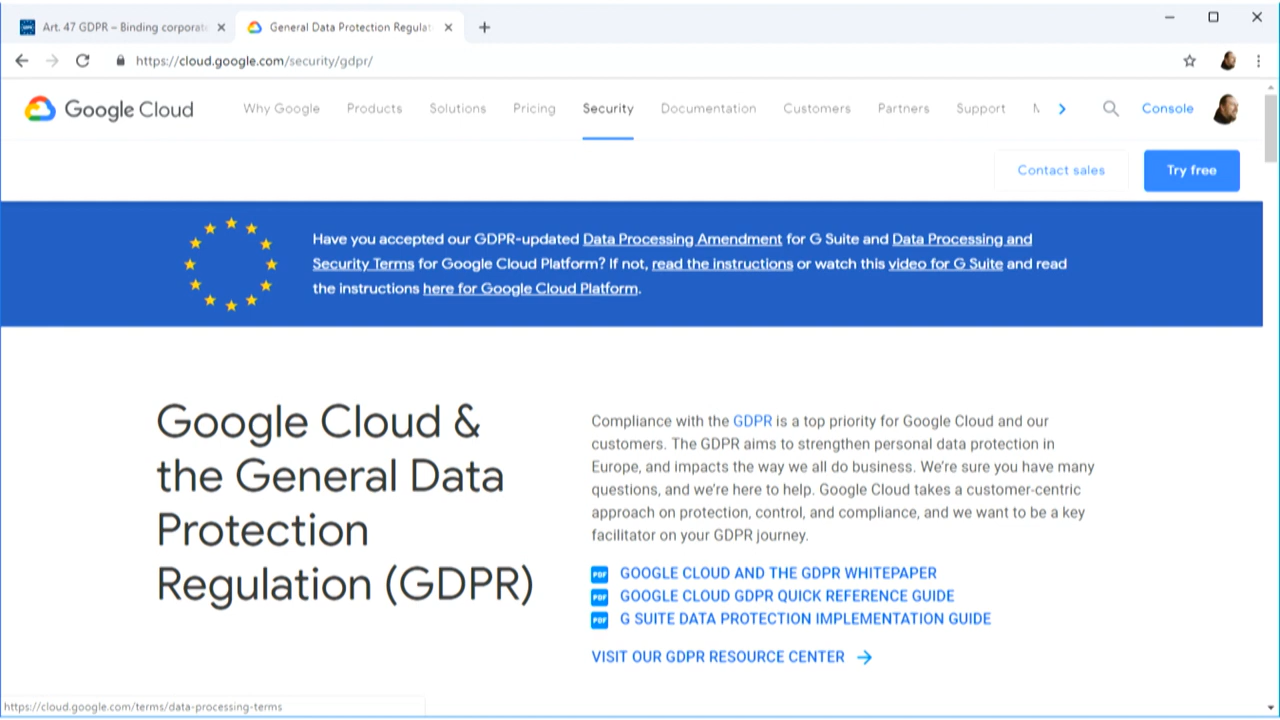 Art. 47 GDPR – Binding corporate
General Data Protection Regulat
https://cloud.google.com/security/gdpr/
Google Cloud
Why Google
Products
Solutions
Pricing
Security
Documentation
Customers
Partners
Support
Console
Contact sales
Try free
Have you accepted our GDPR-updated Data Processing Amendment for G Suite and Data Processing and
Security Terms for Google Cloud Platform? If not, read the instructions or watch this video for G Suite and read
the instructions here for Google Cloud Platform.
Google Cloud &
the General Data
Protection
Regulation (GDPR)
Compliance with the GDPR is a top priority for Google Cloud and our
customers. The GDPR aims to strengthen personal data protection in
Europe, and impacts the way we all do business. We're sure you have many
questions, and we're here to help. Google Cloud takes a customer-centric
approach on protection, control, and compliance, and we want to be a key
facilitator on your GDPR journey.
PDF GOOGLE CLOUD AND THE GDPR WHITEPAPER
PDF GOOGLE CLOUD GDPR QUICK REFERENCE GUIDE
PDF G SUITE DATA PROTECTION IMPLEMENTATION GUIDE
VISIT OUR GDPR RESOURCE CENTER
https://cloud.google.com/terms/data-processing-terms